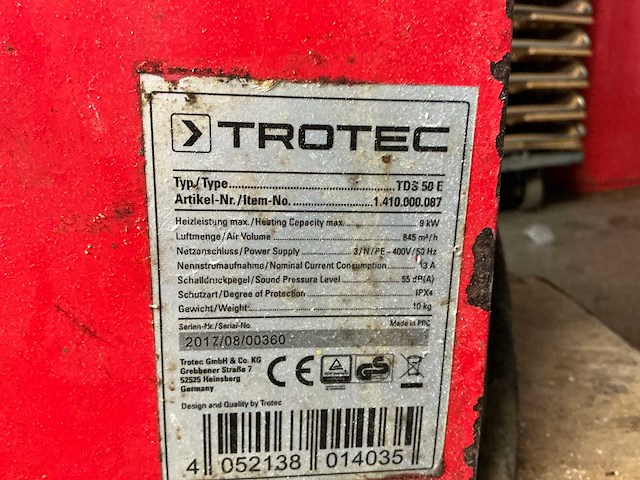 TROTEC
Typ./Type TDS 50 E
Artikel-Nr./Item-No. 1.410.000.087
Heizleistung max./Heating Capacity max. 9 kW
Luftmenge/Air Volume 845 m³/h
Netzanschluss/Power Supply 3/N/PE~400V/50 Hz
Nennstromaufnahme/Nominal Current Consumption 13 A
Schalldruckpegel/Sound Pressure Level 55 dB(A)
Schutzart/Degree of Protection IPX4
Gewicht/Weight 10 kg
Serien-Nr./Serial-No. Made in PRC
2017/08/00360
Trotec GmbH & Co. KG
Grebbener Straße 7
52525 Heinsberg
Germany
CE
GS
Design and Quality by Trotec
4 052138 014035